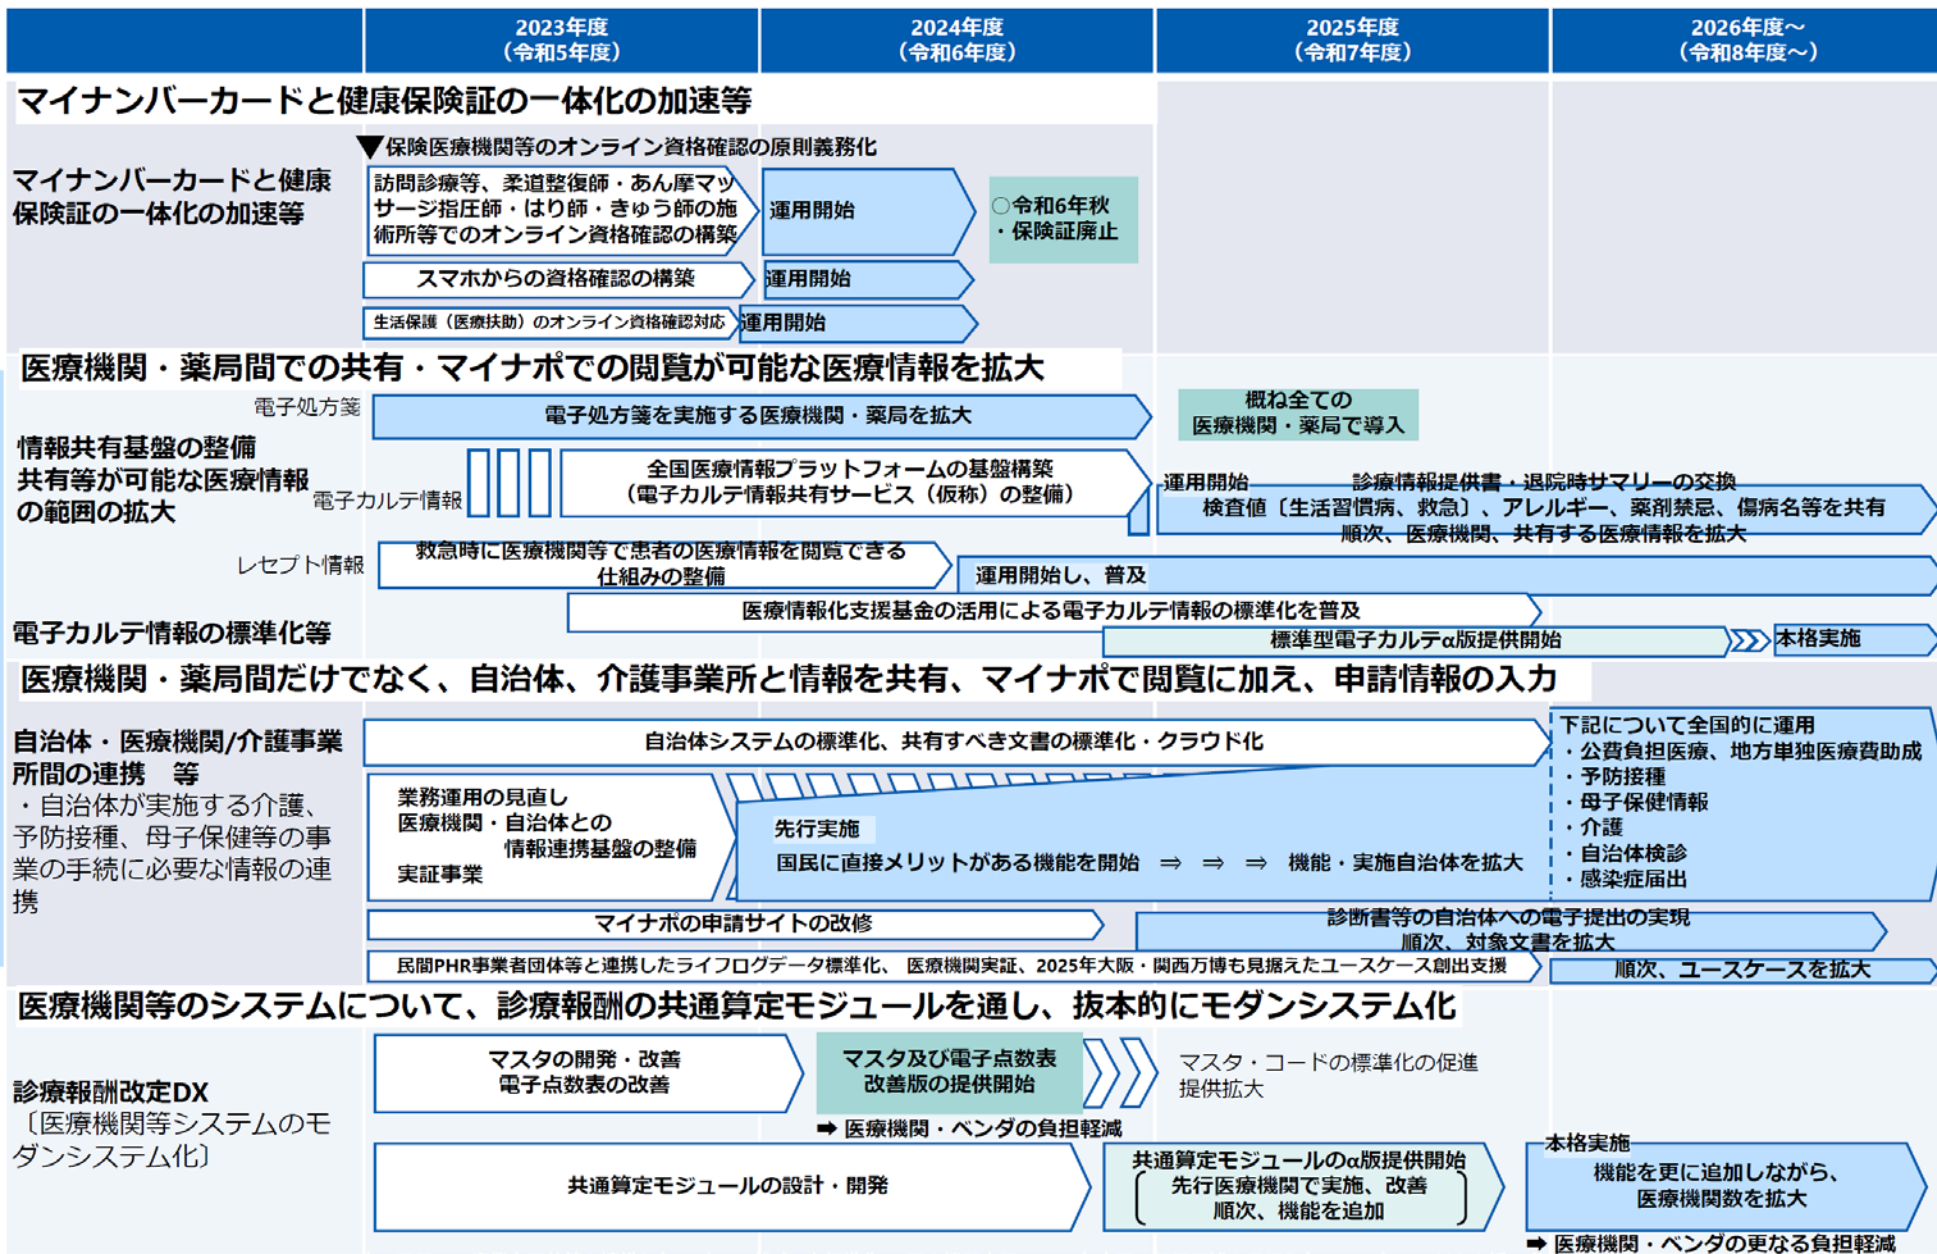 2023年度
（令和5年度）
2024年度
（令和6年度）
2025年度
（令和7年度）
2026年度～
（令和8年度～）
マイナンバーカードと健康保険証の一体化の加速等
マイナンバーカードと健康
保険証の一体化の加速等
▼保険医療機関等のオンライン資格確認の原則義務化
訪問診療等、柔道整復師・あん摩マッ
サージ指圧師・はり師・きゅう師の施
術所等でのオンライン資格確認の構築
運用開始
○令和6年秋
・保険証廃止
スマホからの資格確認の構築
運用開始
生活保護（医療扶助）のオンライン資格確認対応
運用開始
医療機関・薬局間での共有・マイナポでの閲覧が可能な医療情報を拡大
情報共有基盤の整備
共有等が可能な医療情報
の範囲の拡大
電子処方箋
電子処方箋を実施する医療機関・薬局を拡大
概ね全ての
医療機関・薬局で導入
電子カルテ情報
全国医療情報プラットフォームの基盤構築
（電子カルテ情報共有サービス（仮称）の整備）
運用開始
診療情報提供書・退院時サマリーの交換
検査値〔生活習慣病、救急〕、アレルギー、薬剤禁忌、傷病名等を共有
順次、医療機関、共有する医療情報を拡大
レセプト情報
救急時に医療機関等で患者の医療情報を閲覧できる
仕組みの整備
運用開始し、普及
電子カルテ情報の標準化等
医療情報化支援基金の活用による電子カルテ情報の標準化を普及
標準型電子カルテα版提供開始
本格実施
医療機関・薬局間だけでなく、自治体、介護事業所と情報を共有、マイナポで閲覧に加え、申請情報の入力
自治体・医療機関/介護事業
所間の連携　等
・自治体が実施する介護、
予防接種、母子保健等の事
業の手続に必要な情報の連
携
自治体システムの標準化、共有すべき文書の標準化・クラウド化
業務運用の見直し
医療機関・自治体との
情報連携基盤の整備
実証事業
先行実施
国民に直接メリットがある機能を開始　⇒　⇒　⇒　機能・実施自治体を拡大
下記について全国的に運用
・公費負担医療、地方単独医療費助成
・予防接種
・母子保健情報
・介護
・自治体検診
・感染症届出
マイナポの申請サイトの改修
診断書等の自治体への電子提出の実現
順次、対象文書を拡大
民間PHR事業者団体等と連携したライフログデータ標準化、 医療機関実証、2025年大阪・関西万博も見据えたユースケース創出支援
順次、ユースケースを拡大
医療機関等のシステムについて、診療報酬の共通算定モジュールを通し、抜本的にモダンシステム化
診療報酬改定DX
〔医療機関等システムのモ
ダンシステム化〕
マスタの開発・改善
電子点数表の改善
マスタ及び電子点数表
改善版の提供開始
マスタ・コードの標準化の促進
提供拡大
➡ 医療機関・ベンダの負担軽減
共通算定モジュールの設計・開発
共通算定モジュールのα版提供開始
先行医療機関で実施、改善
順次、機能を追加
本格実施
機能を更に追加しながら、
医療機関数を拡大
➡ 医療機関・ベンダの更なる負担軽減